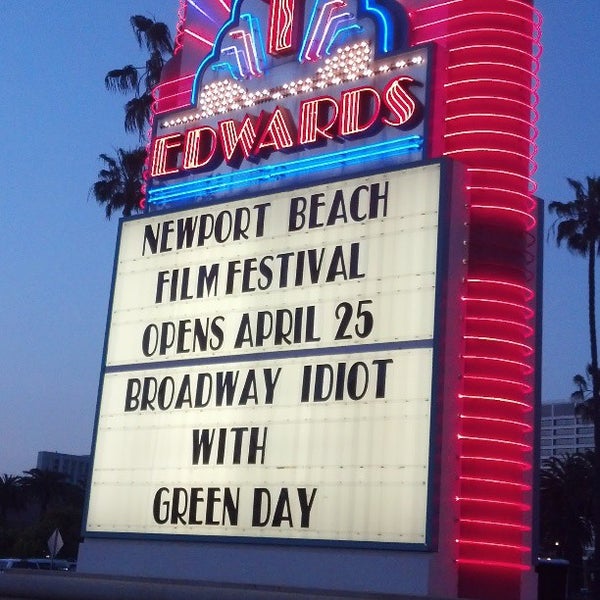 EDWARDS
NEWPORT BEACH
FILM FESTIVAL
OPENS APRIL 25
BROADWAY IDIOT
WITH
GREEN DAY